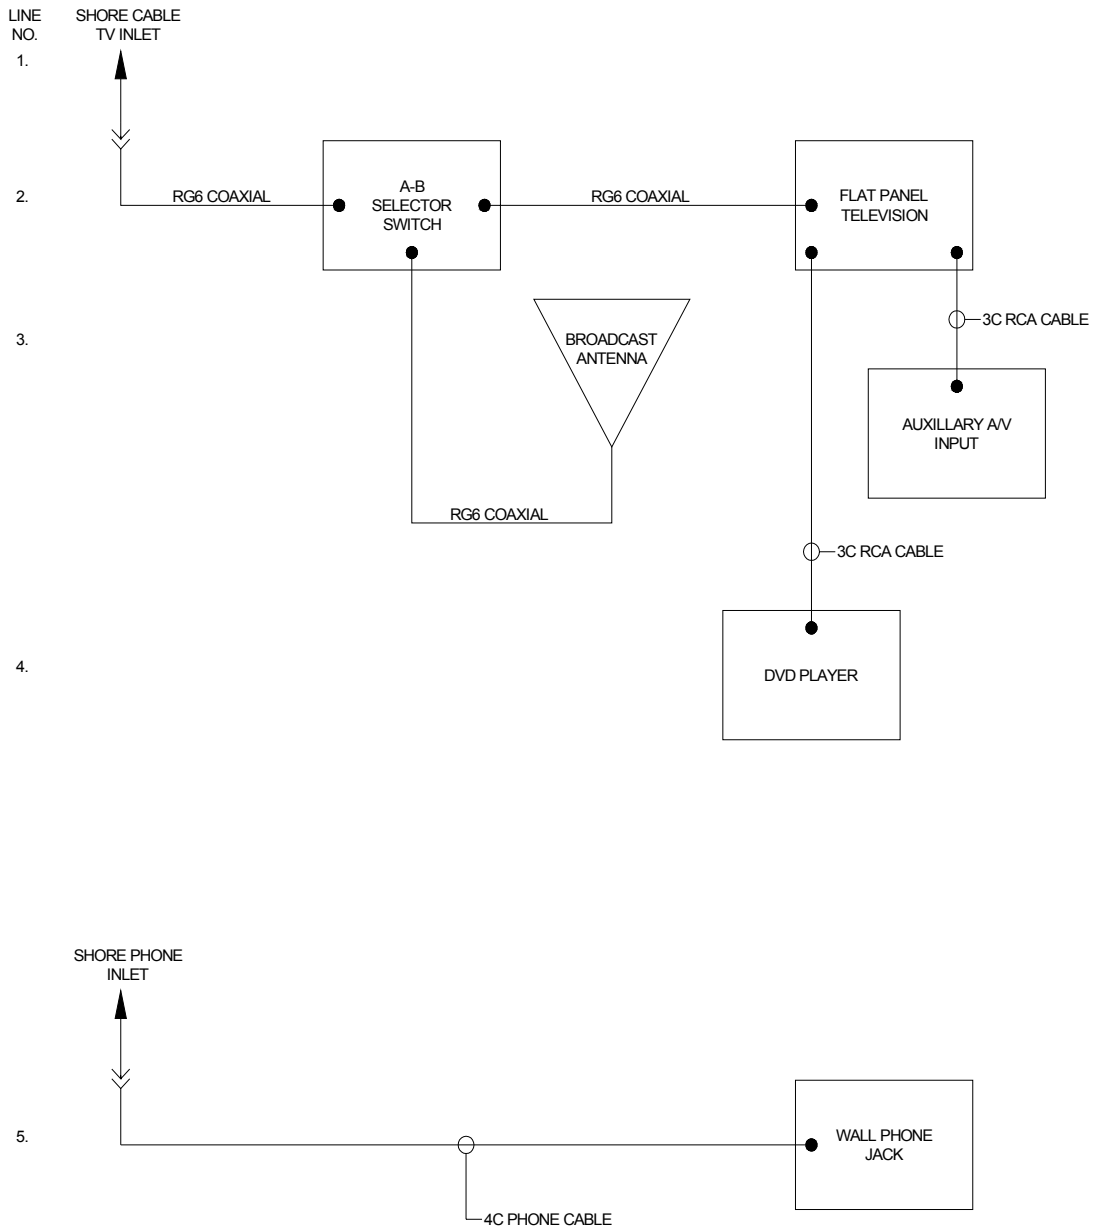 LINE
NO.
SHORE CABLE
TV INLET
1.
2.
RG6 COAXIAL
A-B
SELECTOR
SWITCH
RG6 COAXIAL
FLAT PANEL
TELEVISION
3.
BROADCAST
ANTENNA
3C RCA CABLE
AUXILLARY A/V
INPUT
RG6 COAXIAL
3C RCA CABLE
4.
DVD PLAYER
SHORE PHONE
INLET
5.
WALL PHONE
JACK
4C PHONE CABLE